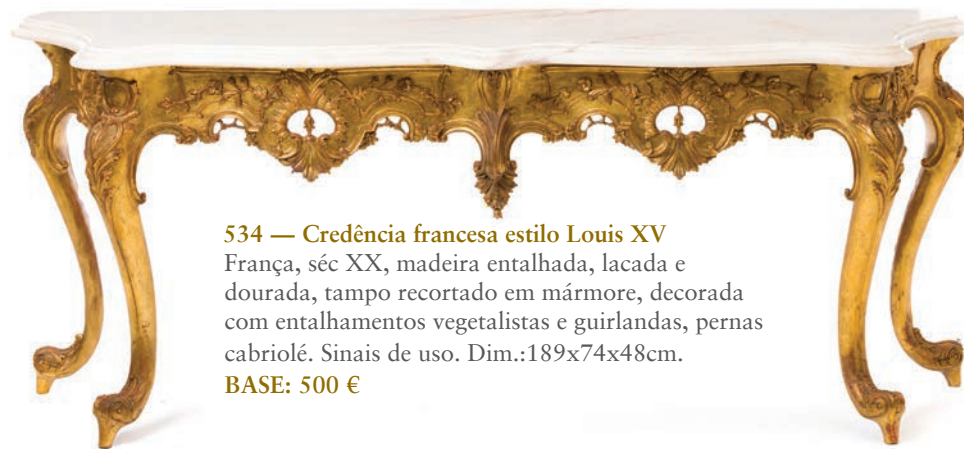 534 — Credência francesa estilo Louis XV
França, séc XX, madeira entalhada, lacada e
dourada, tampo recortado em mármore, decorada
com entalhamentos vegetalistas e guirlandas, pernas
cabriolé. Sinais de uso. Dim.:189x74x48cm.
BASE: 500 €